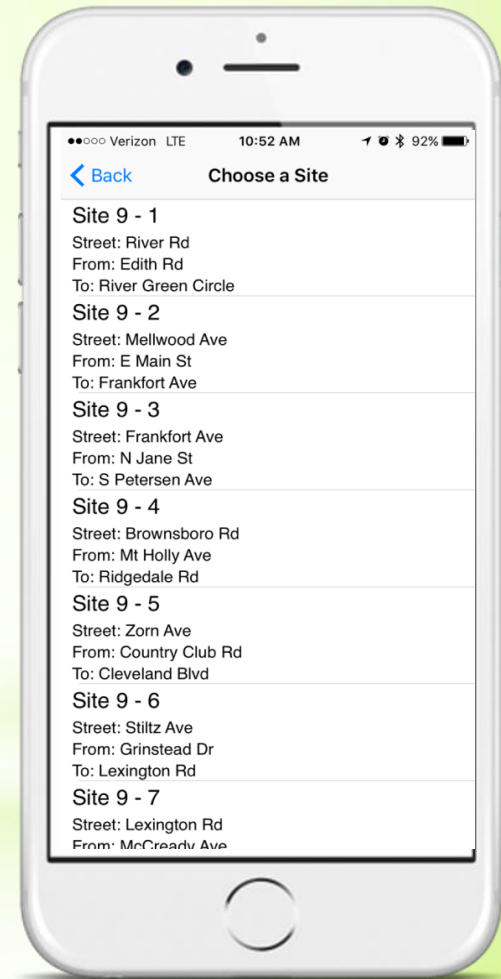 Verizon LTE 10:52 AM 92%
Back Choose a Site
Site 9 - 1
Street: River Rd
From: Edith Rd
To: River Green Circle
Site 9 - 2
Street: Mellwood Ave
From: E Main St
To: Frankfort Ave
Site 9 - 3
Street: Frankfort Ave
From: N Jane St
To: S Petersen Ave
Site 9 - 4
Street: Brownsboro Rd
From: Mt Holly Ave
To: Ridgedale Rd
Site 9 - 5
Street: Zorn Ave
From: Country Club Rd
To: Cleveland Blvd
Site 9 - 6
Street: Stiltz Ave
From: Grinstead Dr
To: Lexington Rd
Site 9 - 7
Street: Lexington Rd
From: McCready Ave